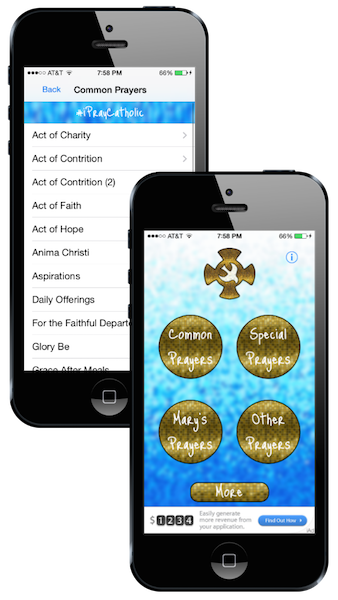 AT&T 7:58 PM 66%
Back Common Prayers
#iPrayCatholic
Act of Charity
Act of Contrition
Act of Contrition (2)
Act of Faith
Act of Hope
Anima Christi
Aspirations
Daily Offerings
For the Faithful Departe
Glory Be
Grace After Meals
AT&T 7:58 PM 66%
Common
Prayers
Special
Prayers
Mary's
Prayers
Other
Prayers
More
$1234
Easily generate
more revenue from
your application.
Find Out Now